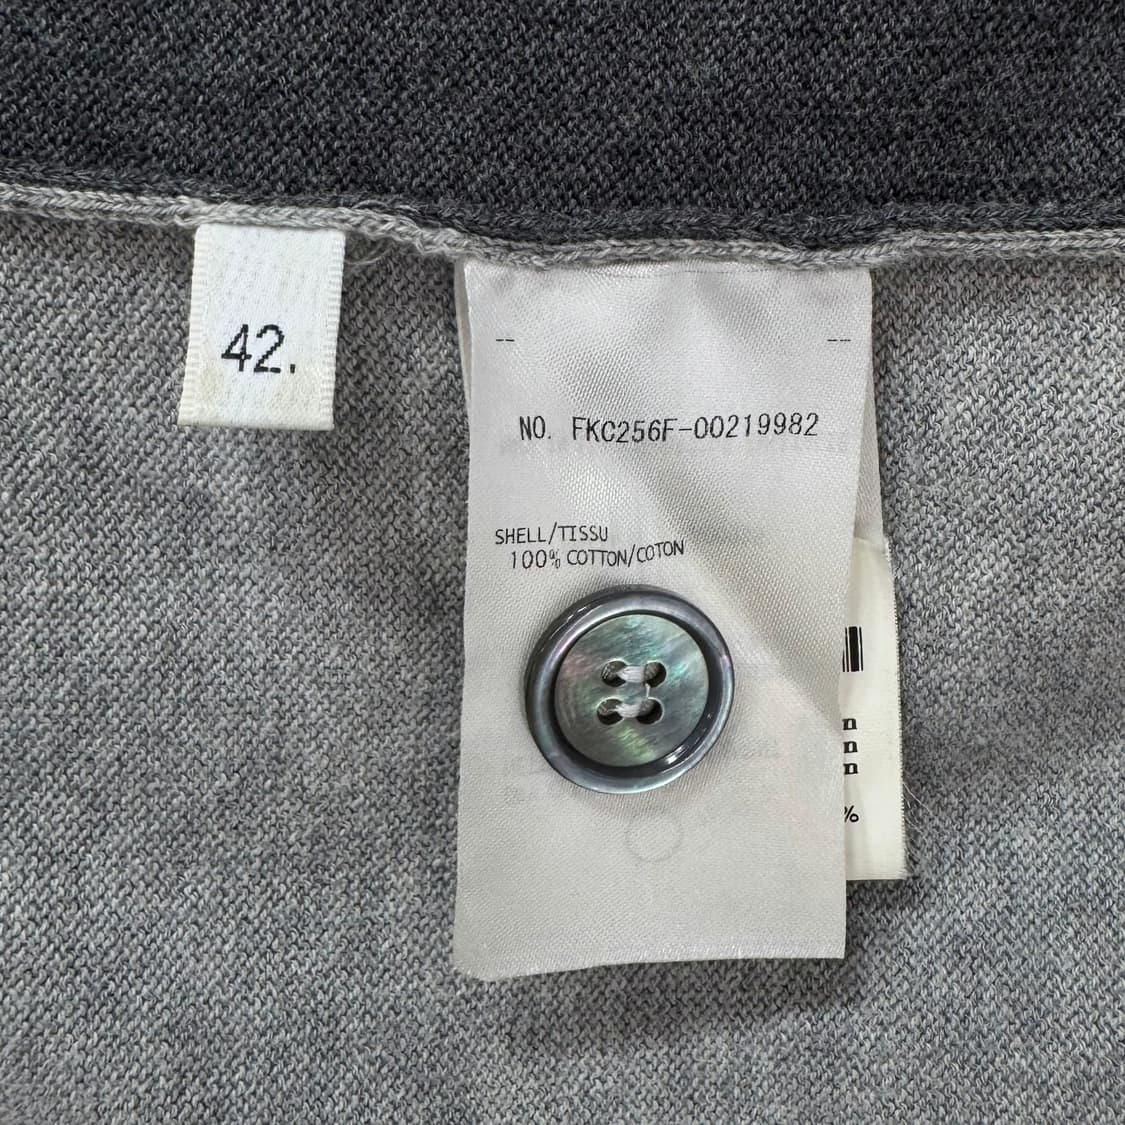 42.
-- --
NO. FKC256F-00219982
SHELL/TISSU
100% COTTON/COTON
n
n
n
%